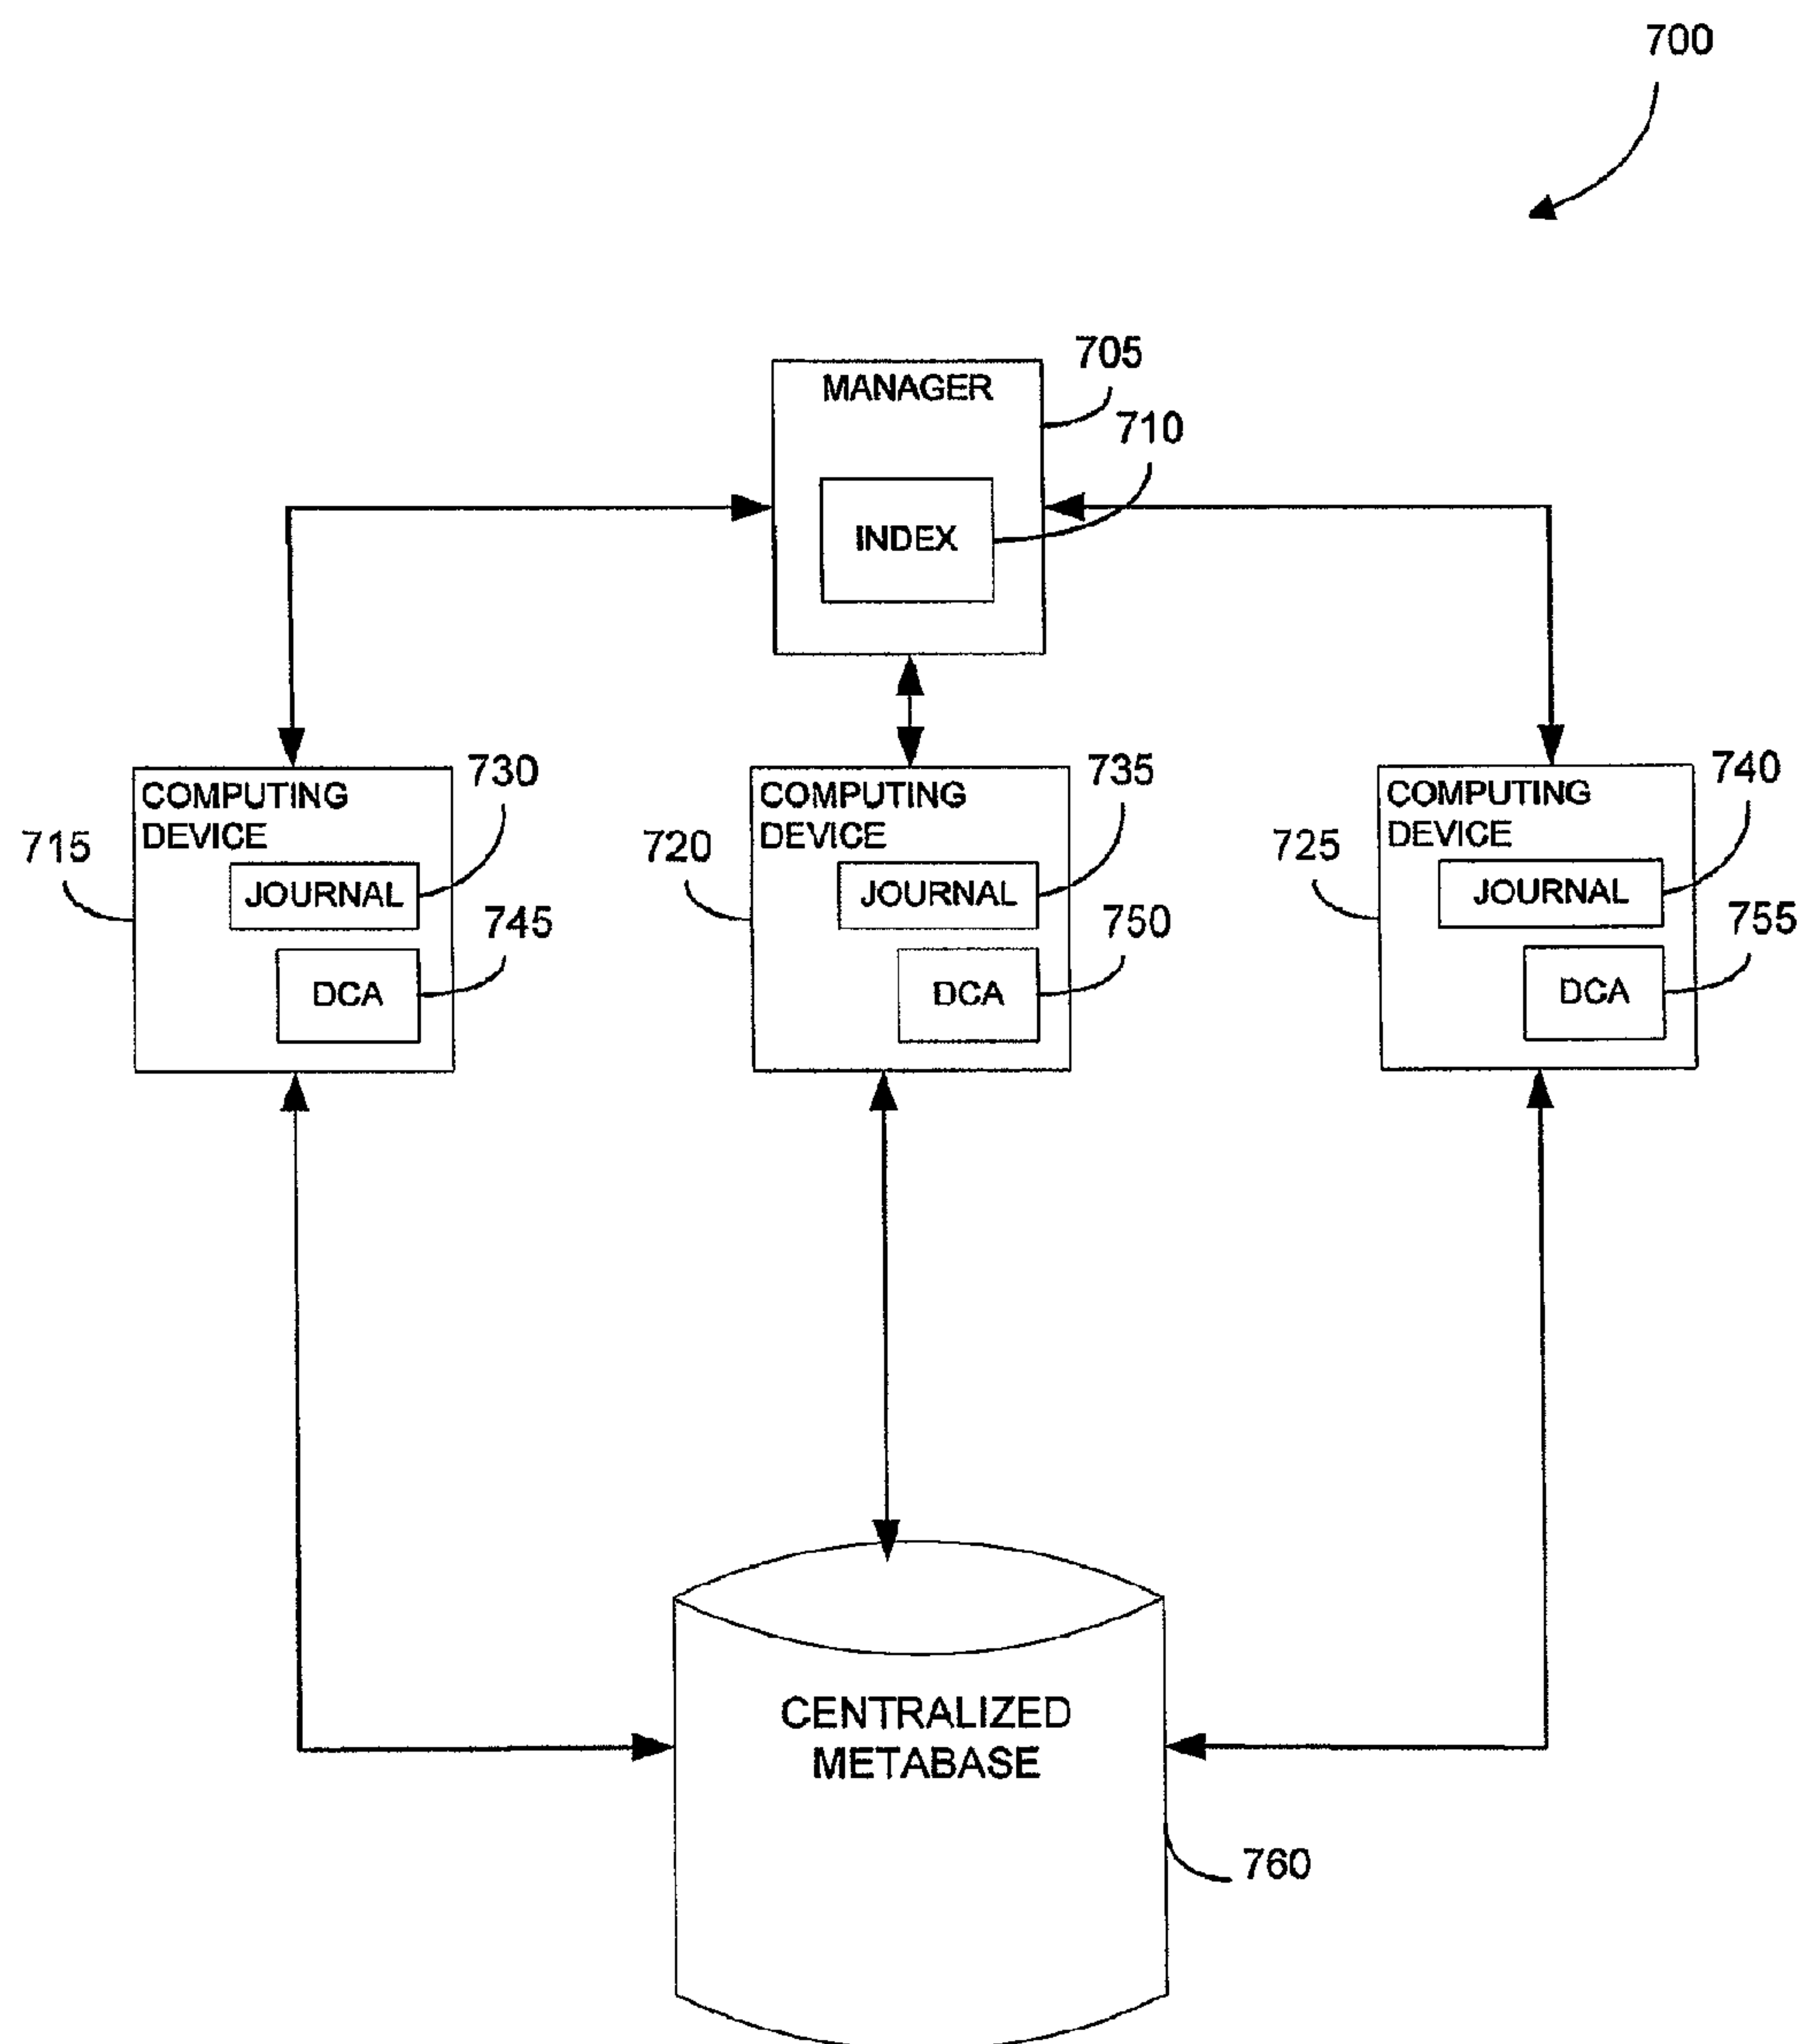 700
705
MANAGER
710
INDEX
COMPUTING
DEVICE
730
715
JOURNAL
745
DCA
COMPUTING
DEVICE
735
720
JOURNAL
750
DCA
COMPUTING
DEVICE
740
725
JOURNAL
755
DCA
CENTRALIZED
METABASE
760